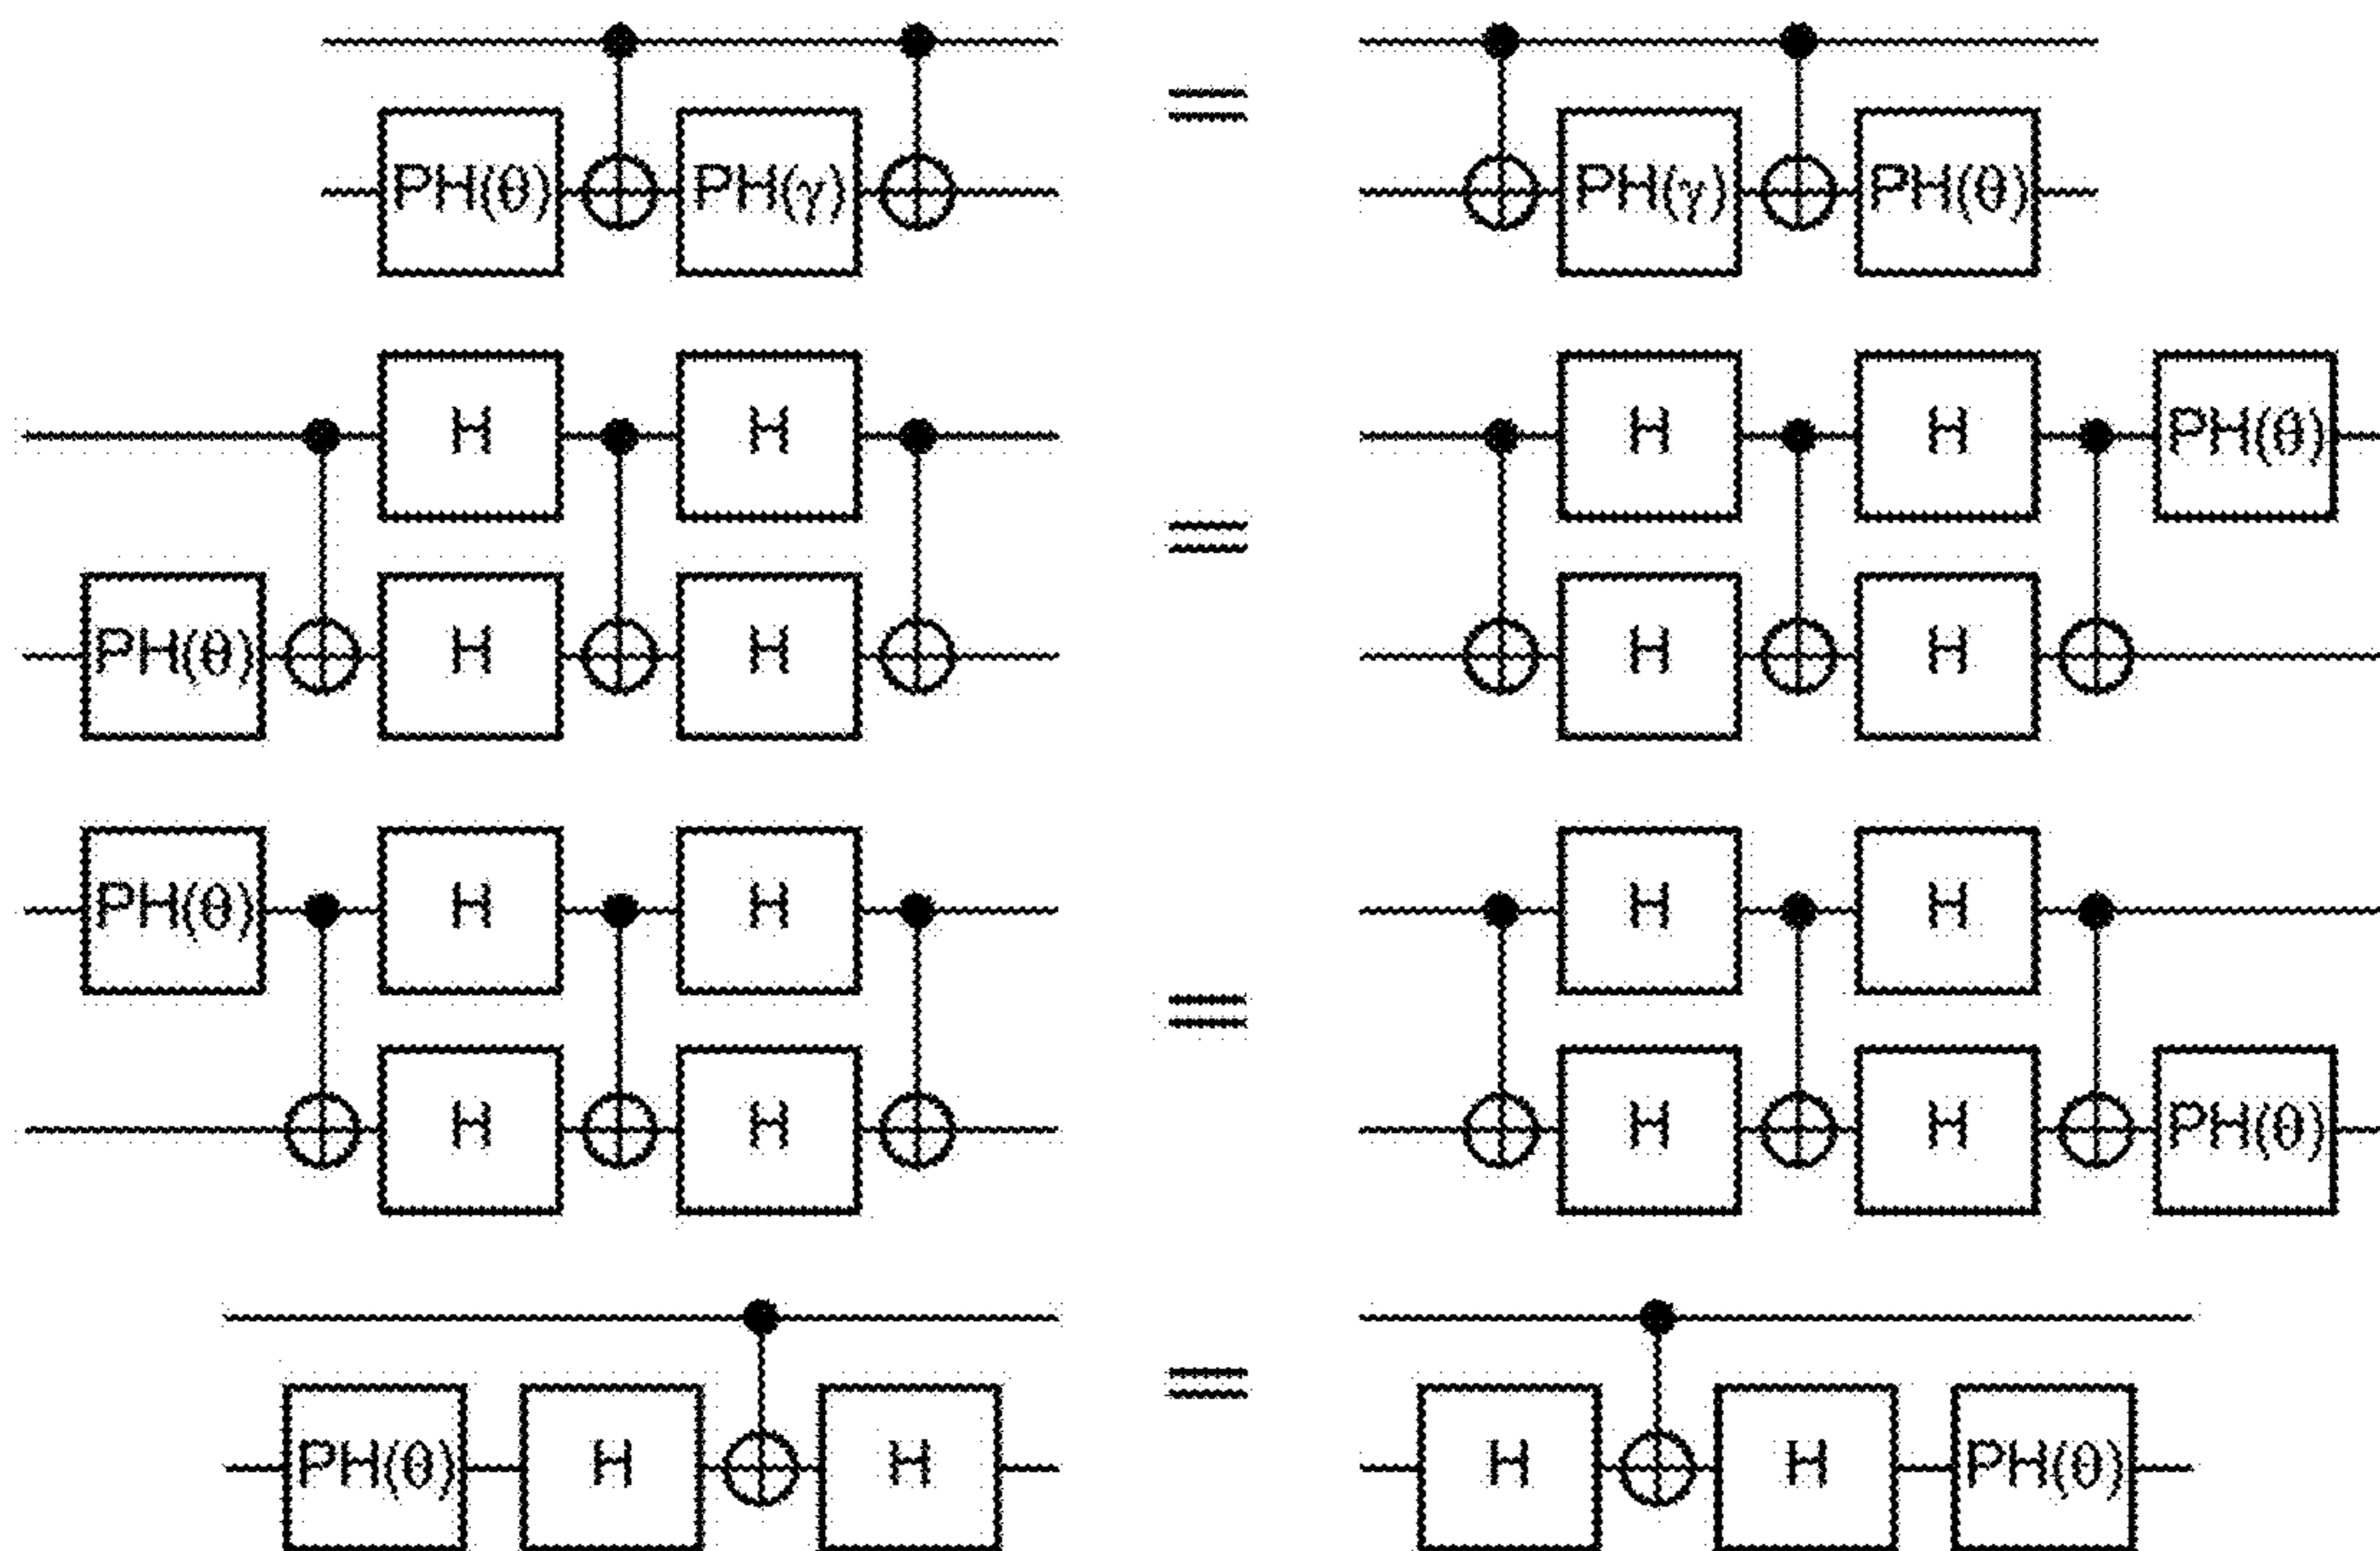 PH(θ) PH(γ) = PH(γ) PH(θ)
H H = H H PH(θ)
PH(θ) H H H H
PH(θ) H H = H H
H H H H PH(θ)
PH(θ) H H = H H PH(θ)